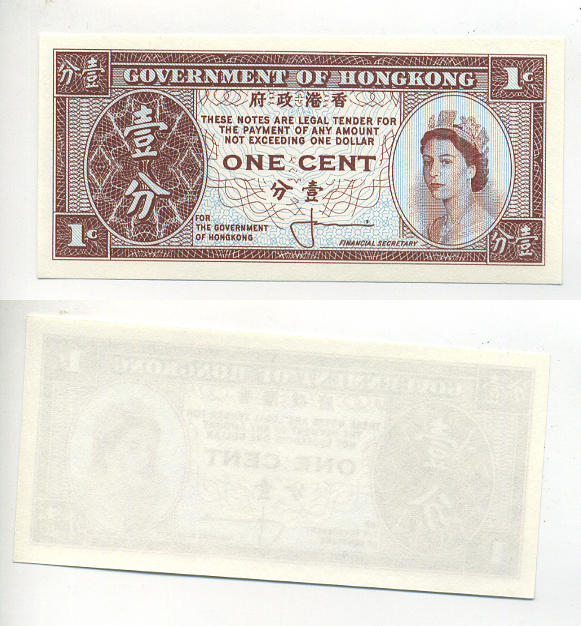 分壹 GOVERNMENT OF HONGKONG 1c
府政港香
THESE NOTES ARE LEGAL TENDER FOR
THE PAYMENT OF ANY AMOUNT
NOT EXCEEDING ONE DOLLAR
ONE CENT
分壹
壹分
FOR
THE GOVERNMENT
OF HONGKONG
FINANCIAL SECRETARY
1c
分壹